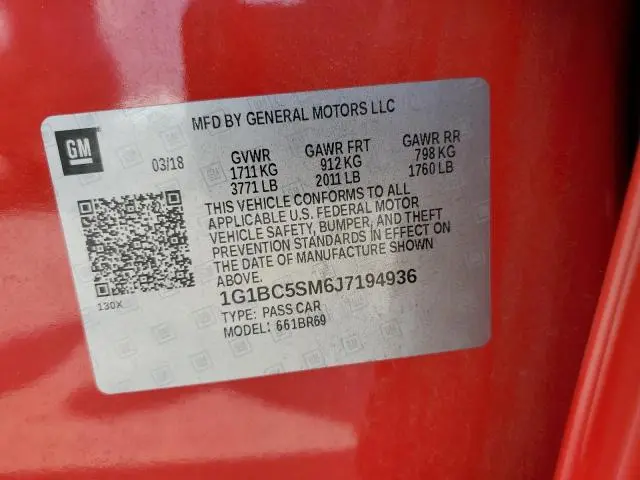 MFD BY GENERAL MOTORS LLC
GM
03/18
GVWR GAWR FRT GAWR RR
1711 KG 912 KG 798 KG
3771 LB 2011 LB 1760 LB
THIS VEHICLE CONFORMS TO ALL
APPLICABLE U.S. FEDERAL MOTOR
VEHICLE SAFETY, BUMPER, AND THEFT
PREVENTION STANDARDS IN EFFECT ON
THE DATE OF MANUFACTURE SHOWN
ABOVE.
130X
1G1BC5SM6J7194936
TYPE: PASS CAR
MODEL: 661BR69